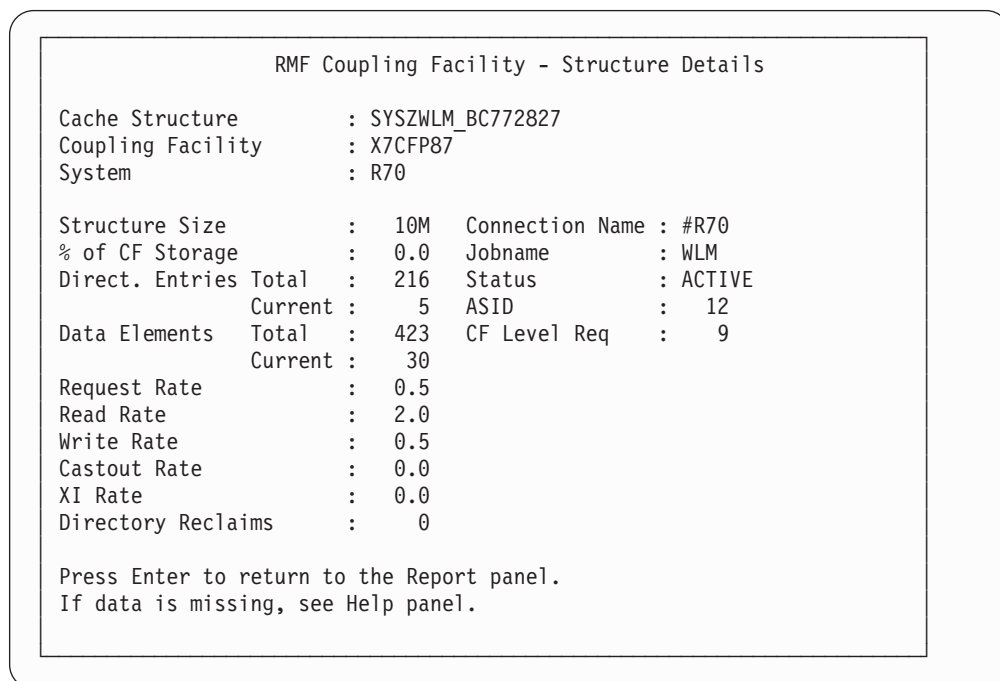 RMF Coupling Facility - Structure Details
Cache Structure : SYSZWLM_BC772827
Coupling Facility : X7CFP87
System : R70
Structure Size : 10M Connection Name : #R70
% of CF Storage : 0.0 Jobname : WLM
Direct. Entries Total : 216 Status : ACTIVE
Current : 5 ASID : 12
Data Elements Total : 423 CF Level Req : 9
Current : 30
Request Rate : 0.5
Read Rate : 2.0
Write Rate : 0.5
Castout Rate : 0.0
XI Rate : 0.0
Directory Reclaims : 0
Press Enter to return to the Report panel.
If data is missing, see Help panel.